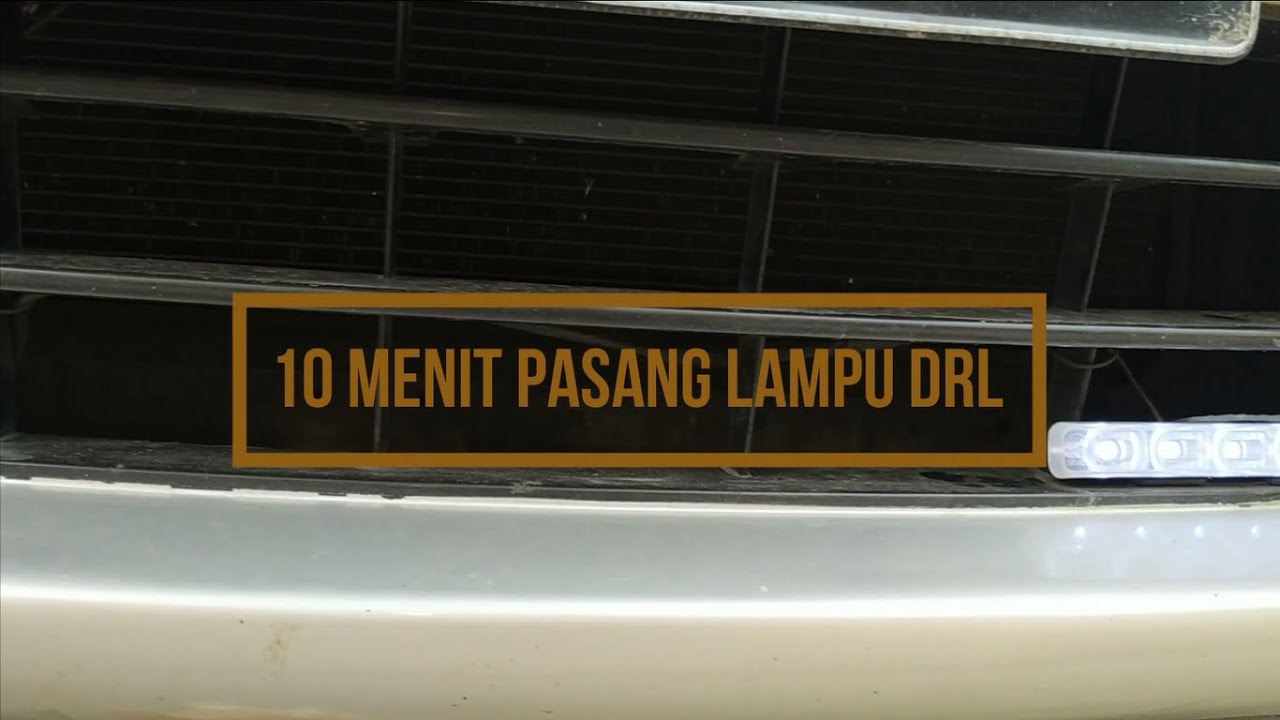 10 MENIT PASANG LAMPU DRL